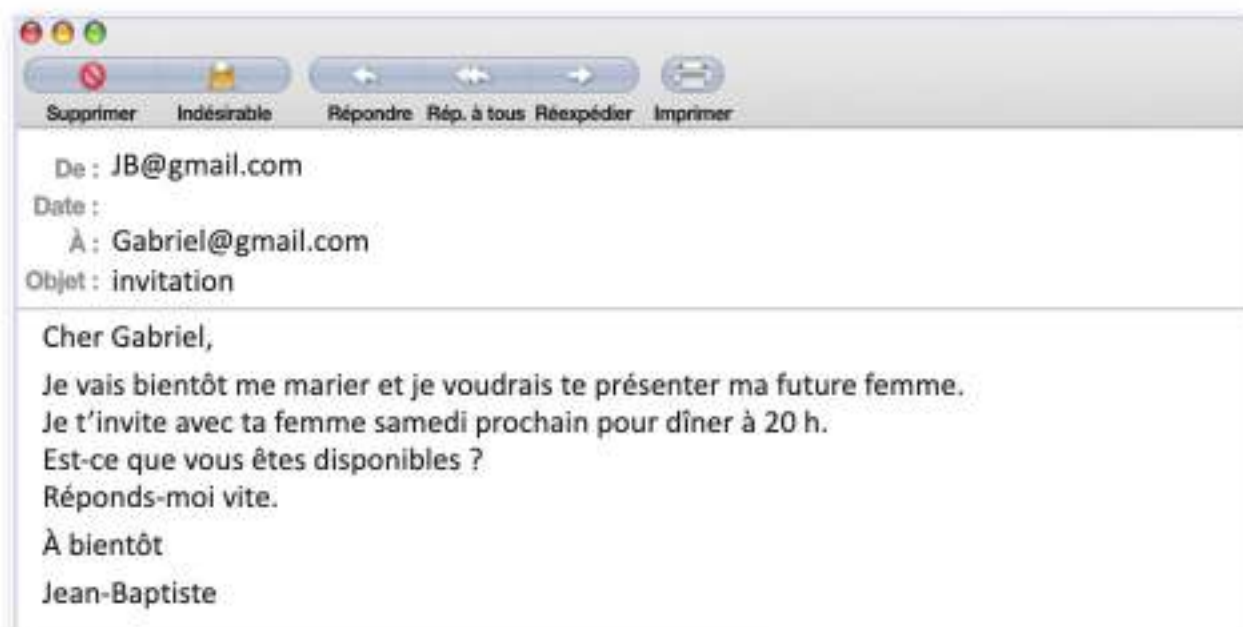 Supprimer Indésirable Répondre Rép. à tous Réexpédier Imprimer
De : JB@gmail.com
Date :
À : Gabriel@gmail.com
Objet : invitation
Cher Gabriel,
Je vais bientôt me marier et je voudrais te présenter ma future femme.
Je t’invite avec ta femme samedi prochain pour dîner à 20 h.
Est-ce que vous êtes disponibles ?
Réponds-moi vite.
À bientôt
Jean-Baptiste